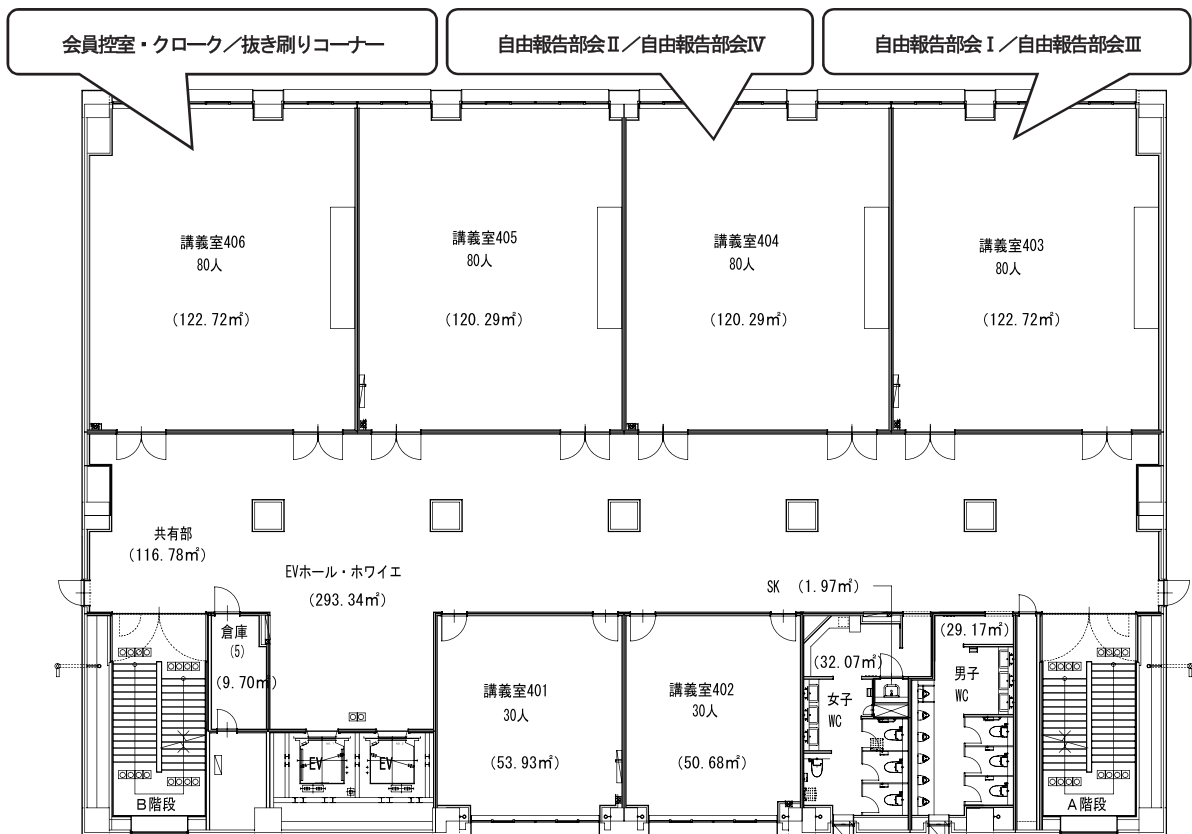 会員控室・クローク／抜き刷りコーナー
自由報告部会Ⅱ／自由報告部会Ⅳ
自由報告部会Ⅰ／自由報告部会Ⅲ
講義室406
80人
(122.72㎡)
講義室405
80人
(120.29㎡)
講義室404
80人
(120.29㎡)
講義室403
80人
(122.72㎡)
共有部
(116.78㎡)
EVホール・ホワイエ
(293.34㎡)
SK (1.97㎡)
倉庫
(5)
(9.70㎡)
講義室401
30人
(53.93㎡)
講義室402
30人
(50.68㎡)
(32.07㎡)
女子
WC
(29.17㎡)
男子
WC
EV
EV
B階段
A階段